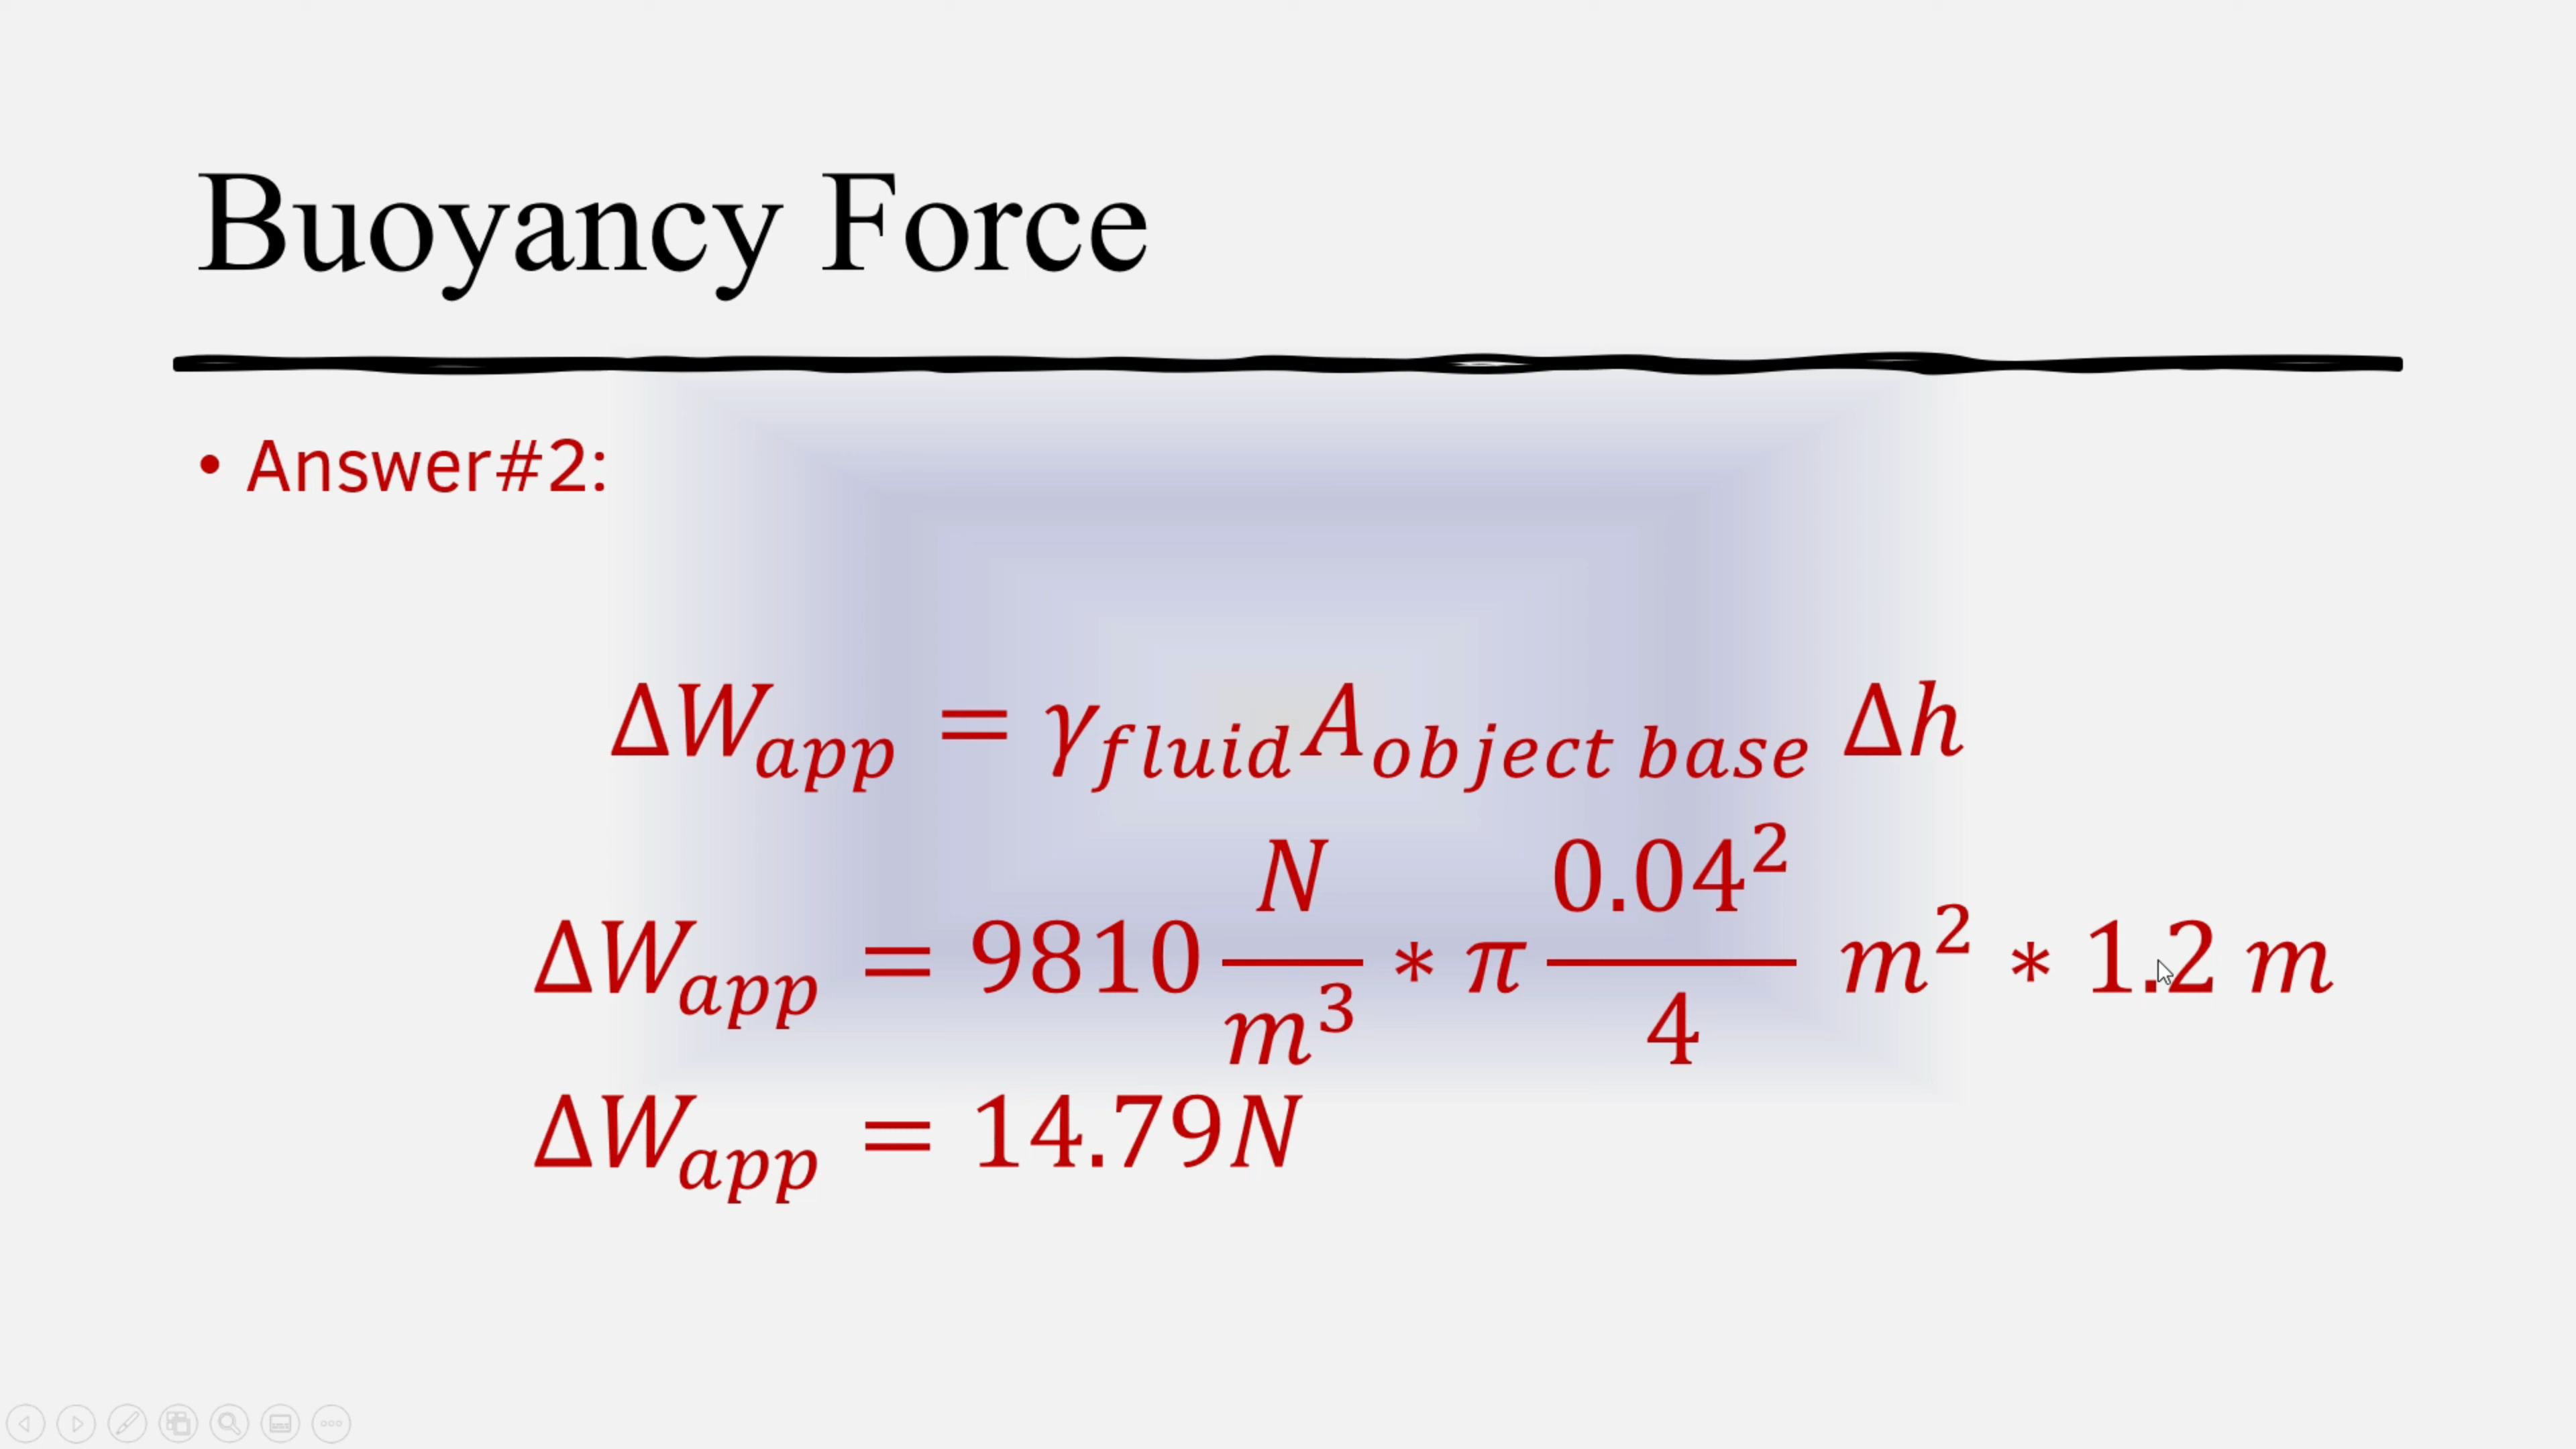 Buoyancy Force
• Answer#2:
ΔW_app = γ_fluid A_object base Δh
ΔW_app = 9810 N/m³ * π 0.04²/4 m² * 1.2 m
ΔW_app = 14.79N